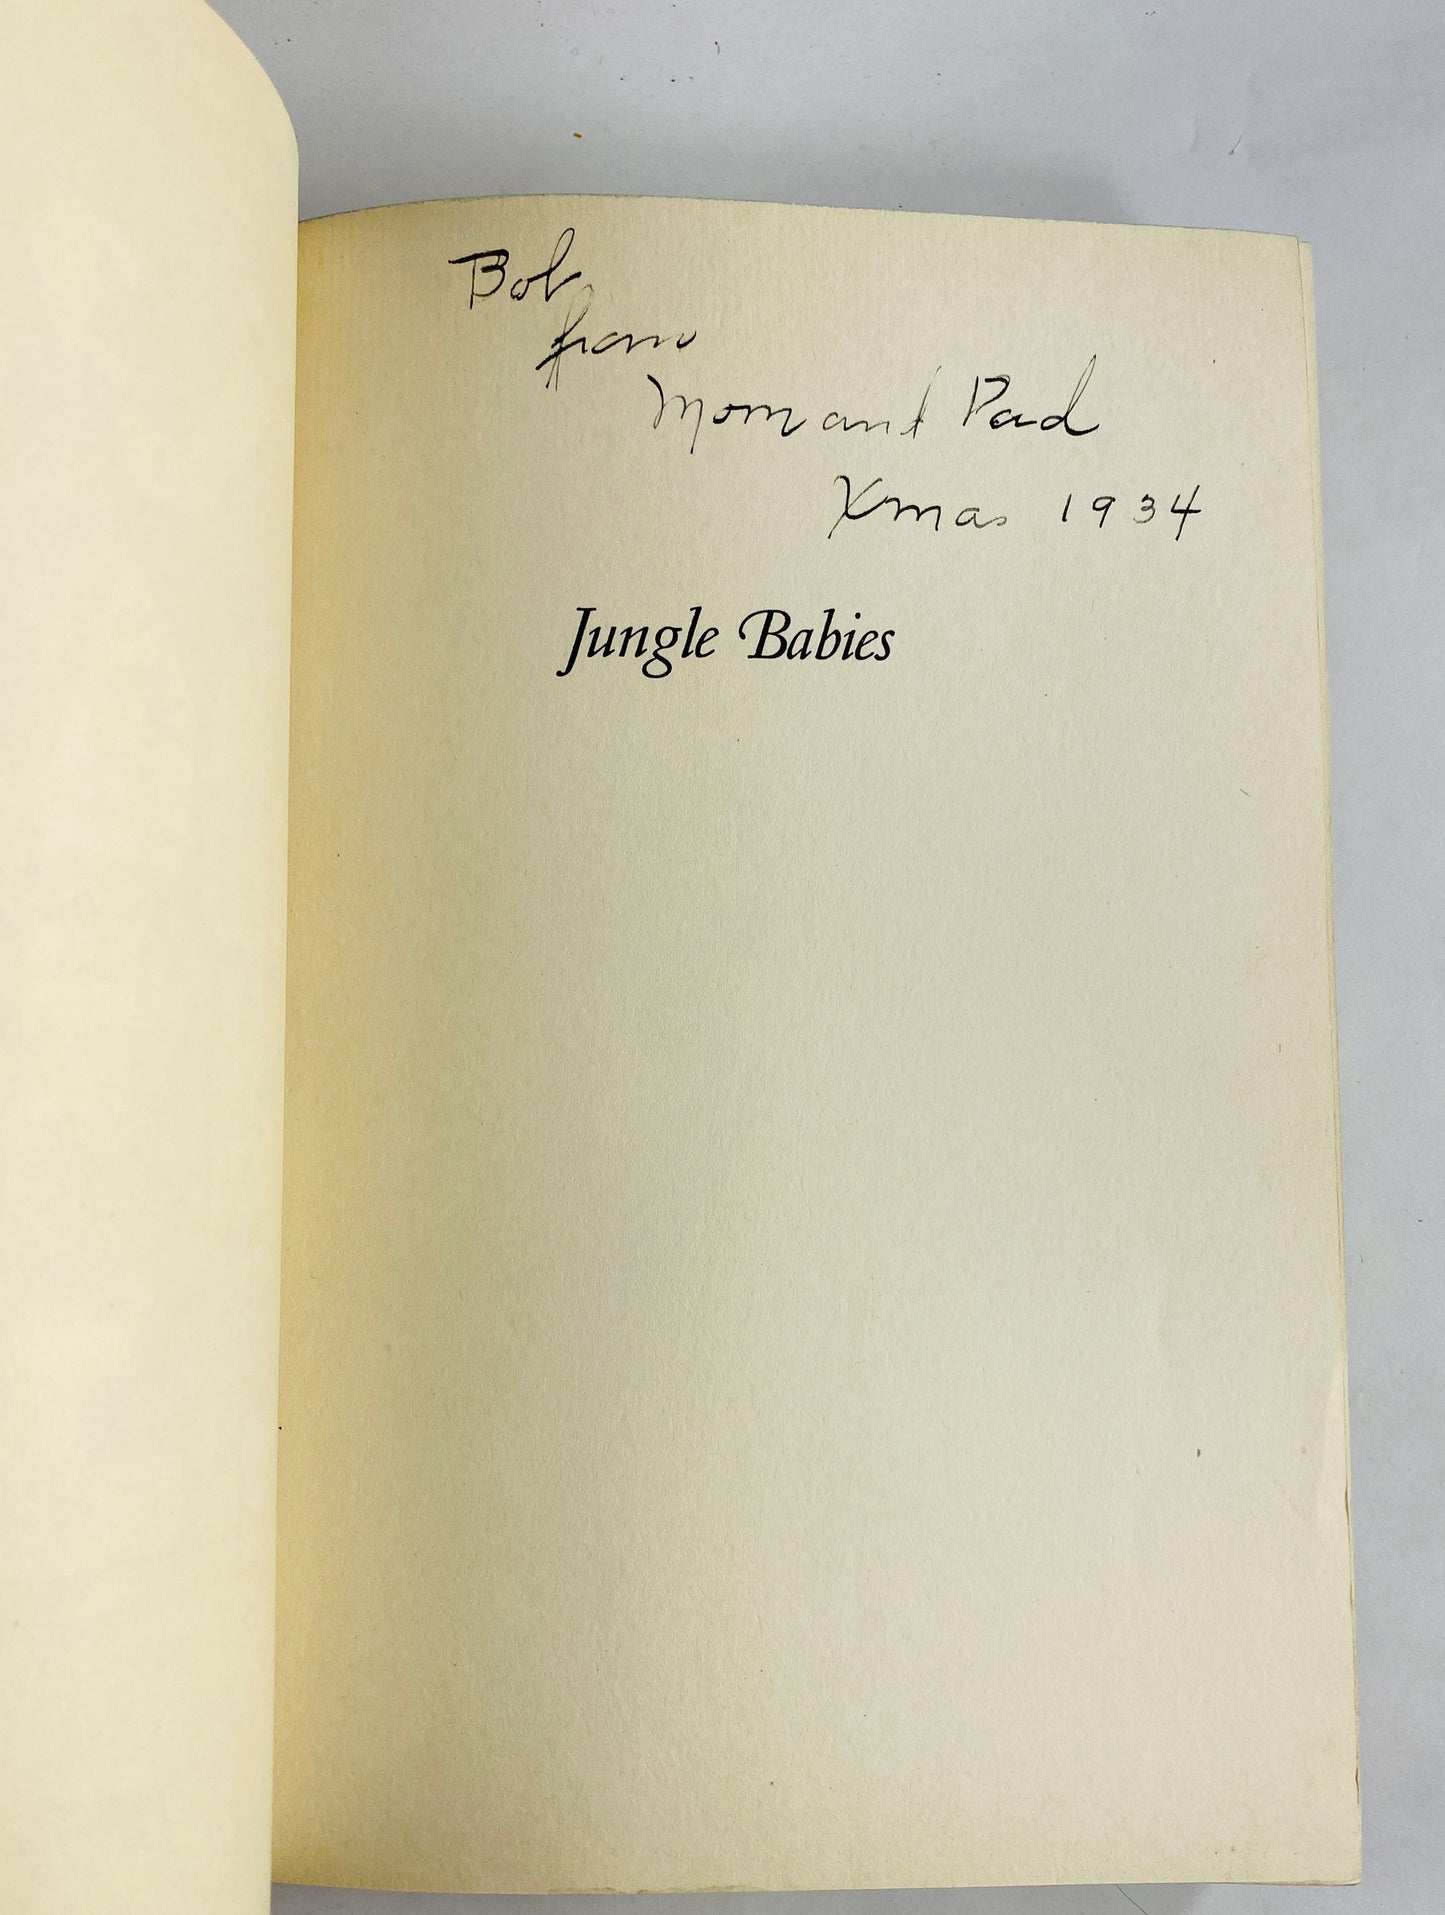 Bob
from
Mom and Dad
Xmas 1934
Jungle Babies